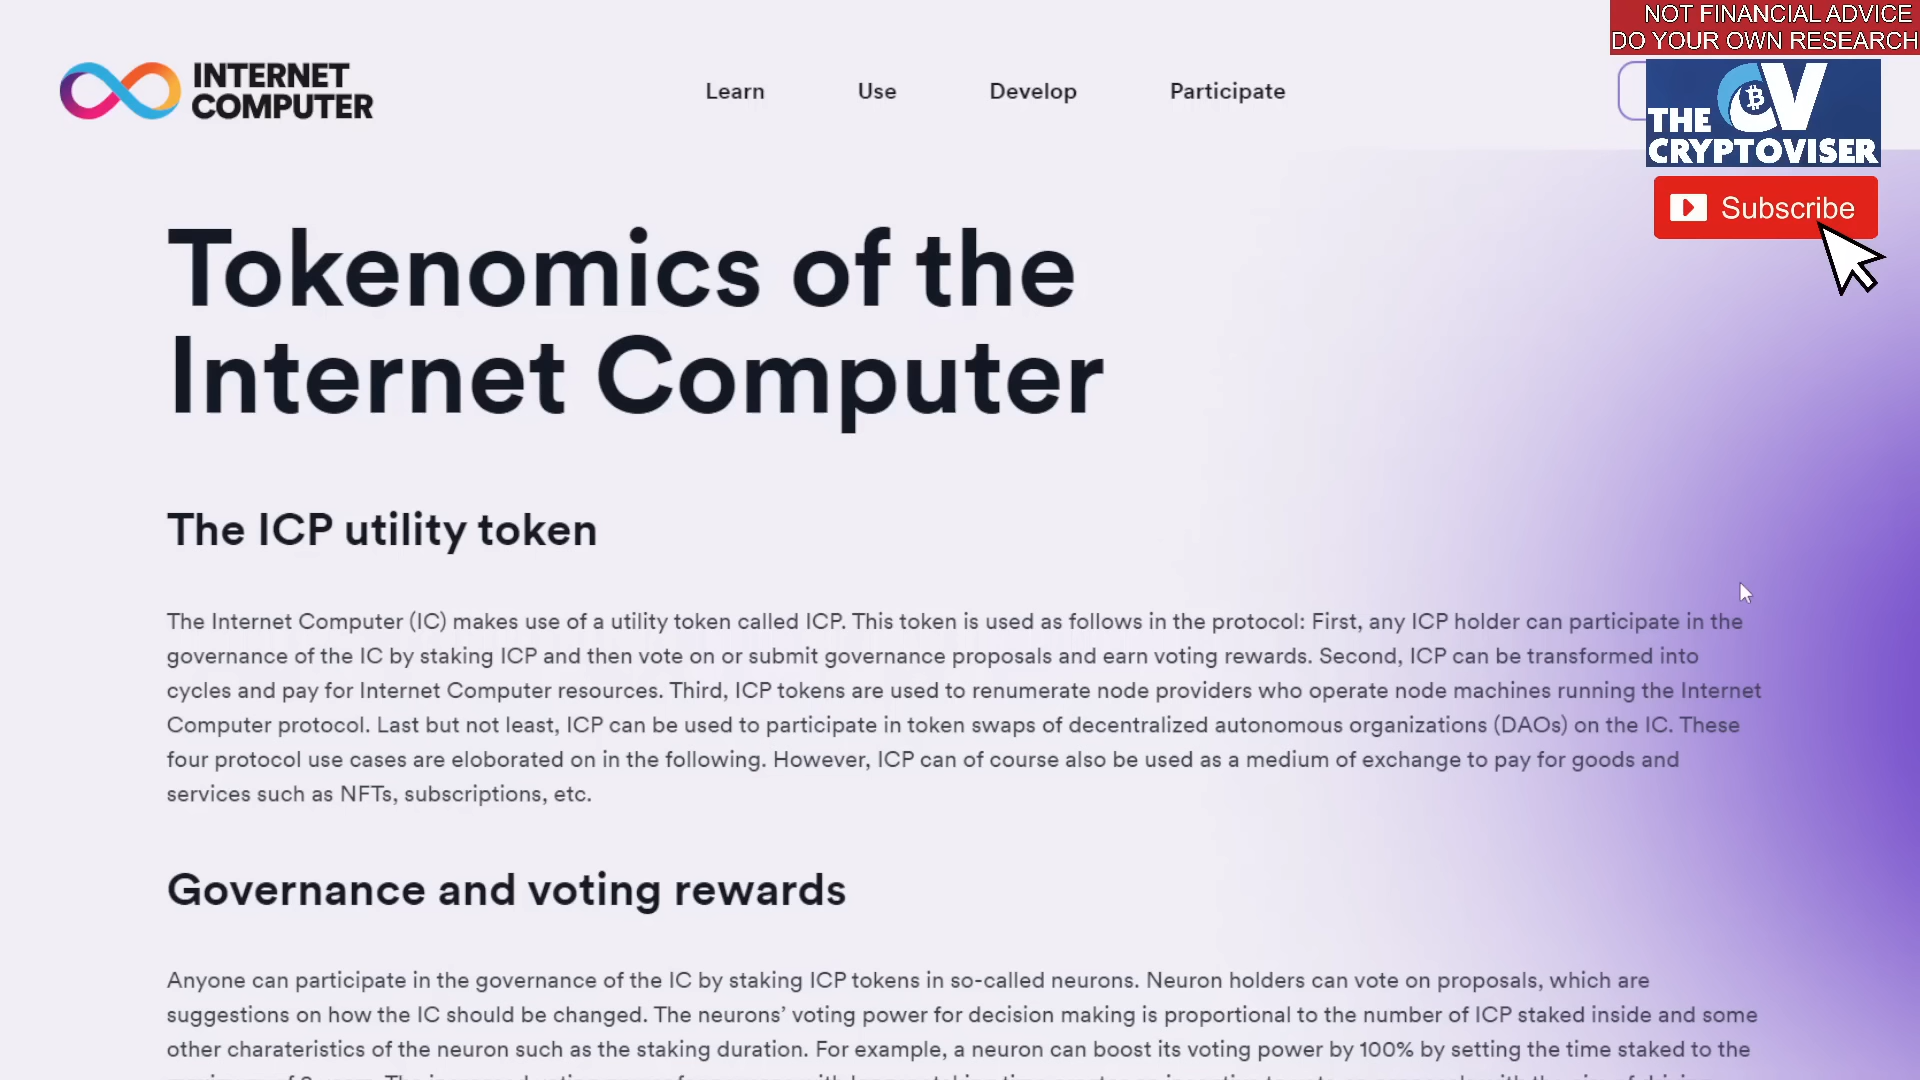 NOT FINANCIAL ADVICE
DO YOUR OWN RESEARCH
INTERNET
COMPUTER
Learn
Use
Develop
Participate
THE CV
CRYPTOVISER
Subscribe
Tokenomics of the
Internet Computer
The ICP utility token
The Internet Computer (IC) makes use of a utility token called ICP. This token is used as follows in the protocol: First, any ICP holder can participate in the
governance of the IC by staking ICP and then vote on or submit governance proposals and earn voting rewards. Second, ICP can be transformed into
cycles and pay for Internet Computer resources. Third, ICP tokens are used to renumerate node providers who operate node machines running the Internet
Computer protocol. Last but not least, ICP can be used to participate in token swaps of decentralized autonomous organizations (DAOs) on the IC. These
four protocol use cases are eloborated on in the following. However, ICP can of course also be used as a medium of exchange to pay for goods and
services such as NFTs, subscriptions, etc.
Governance and voting rewards
Anyone can participate in the governance of the IC by staking ICP tokens in so-called neurons. Neuron holders can vote on proposals, which are
suggestions on how the IC should be changed. The neurons’ voting power for decision making is proportional to the number of ICP staked inside and some
other charateristics of the neuron such as the staking duration. For example, a neuron can boost its voting power by 100% by setting the time staked to the